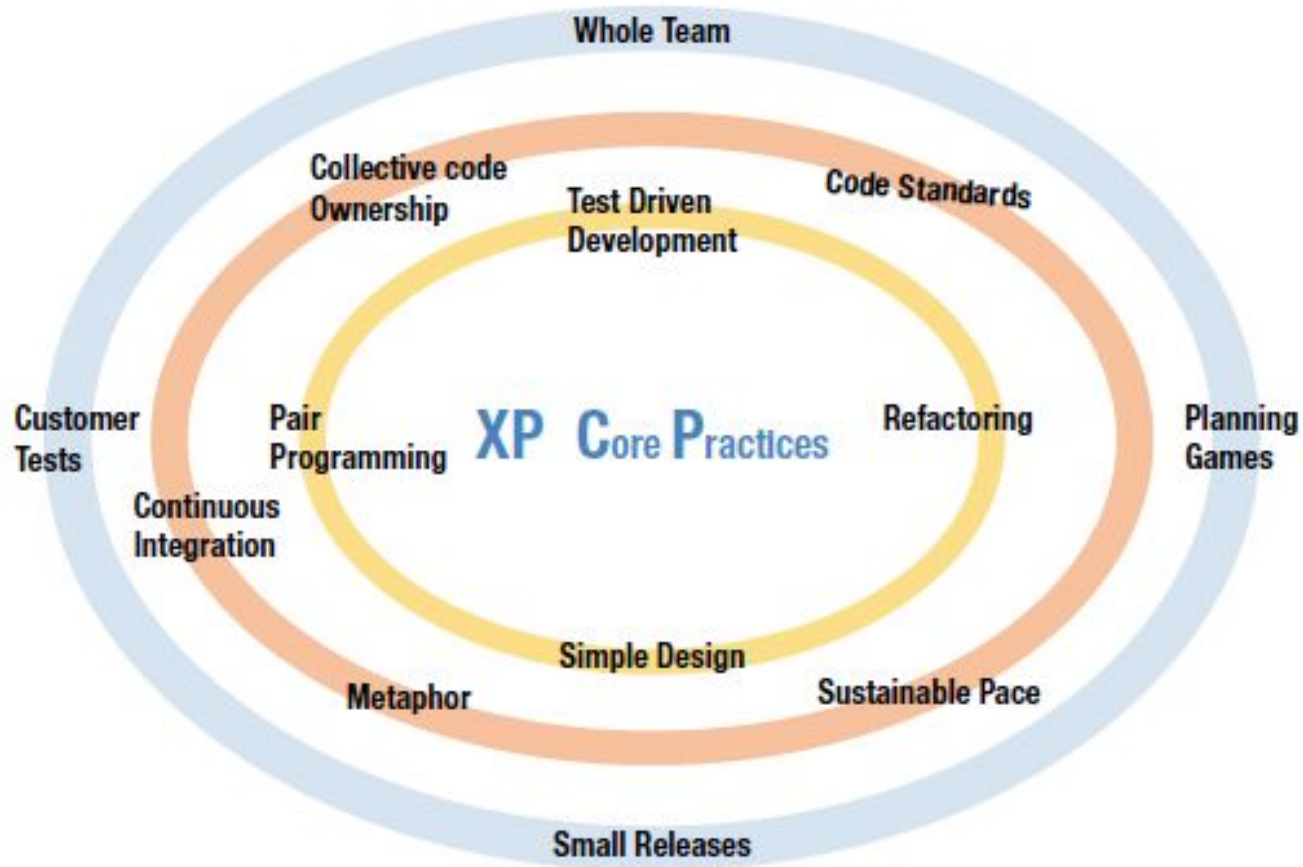 Whole Team
Collective code
Ownership
Test Driven
Development
Code Standards
Customer
Tests
Pair
Programming
XP Core Practices
Refactoring
Planning
Games
Continuous
Integration
Simple Design
Metaphor
Sustainable Pace
Small Releases